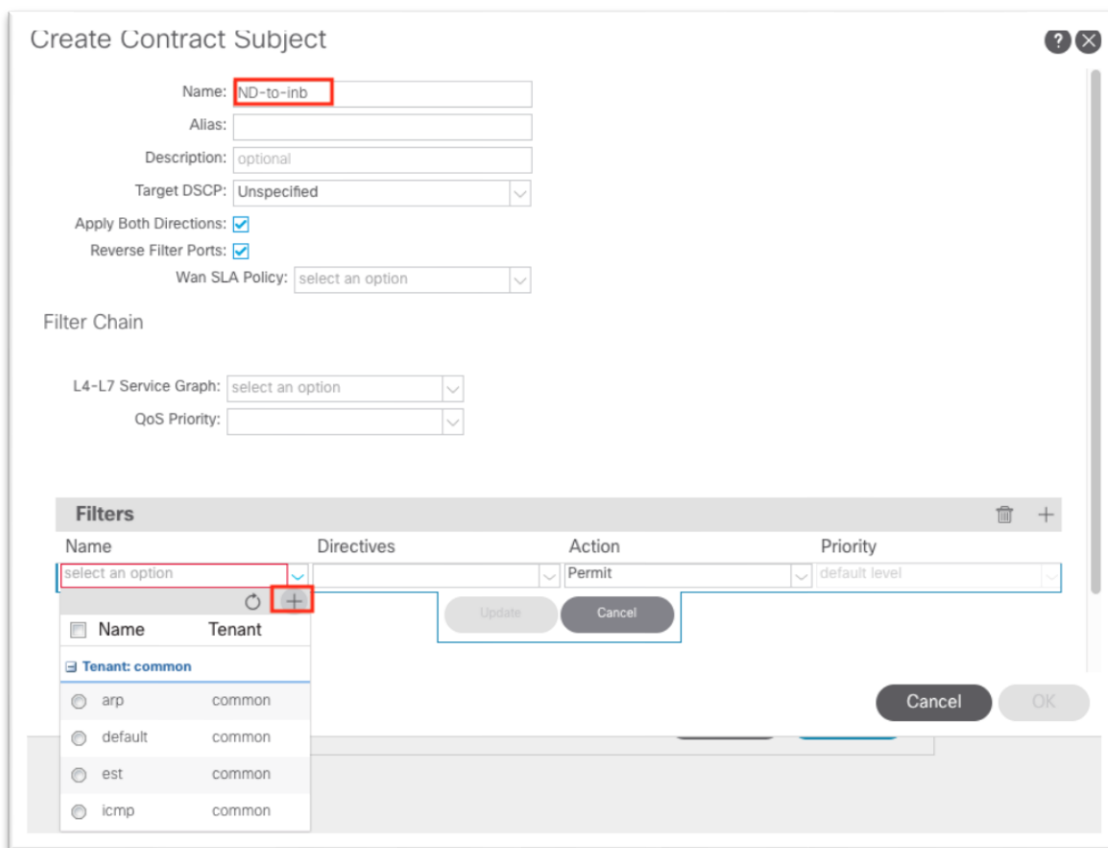 Create Contract Subject
Name: ND-to-inb
Alias:
Description: optional
Target DSCP: Unspecified
Apply Both Directions:
Reverse Filter Ports:
Wan SLA Policy: select an option
Filter Chain
L4-L7 Service Graph: select an option
QoS Priority:
Filters
Name Directives Action Priority
select an option Permit default level
Update Cancel
Name Tenant
Tenant: common
arp common
Cancel OK
default common
est common
icmp common